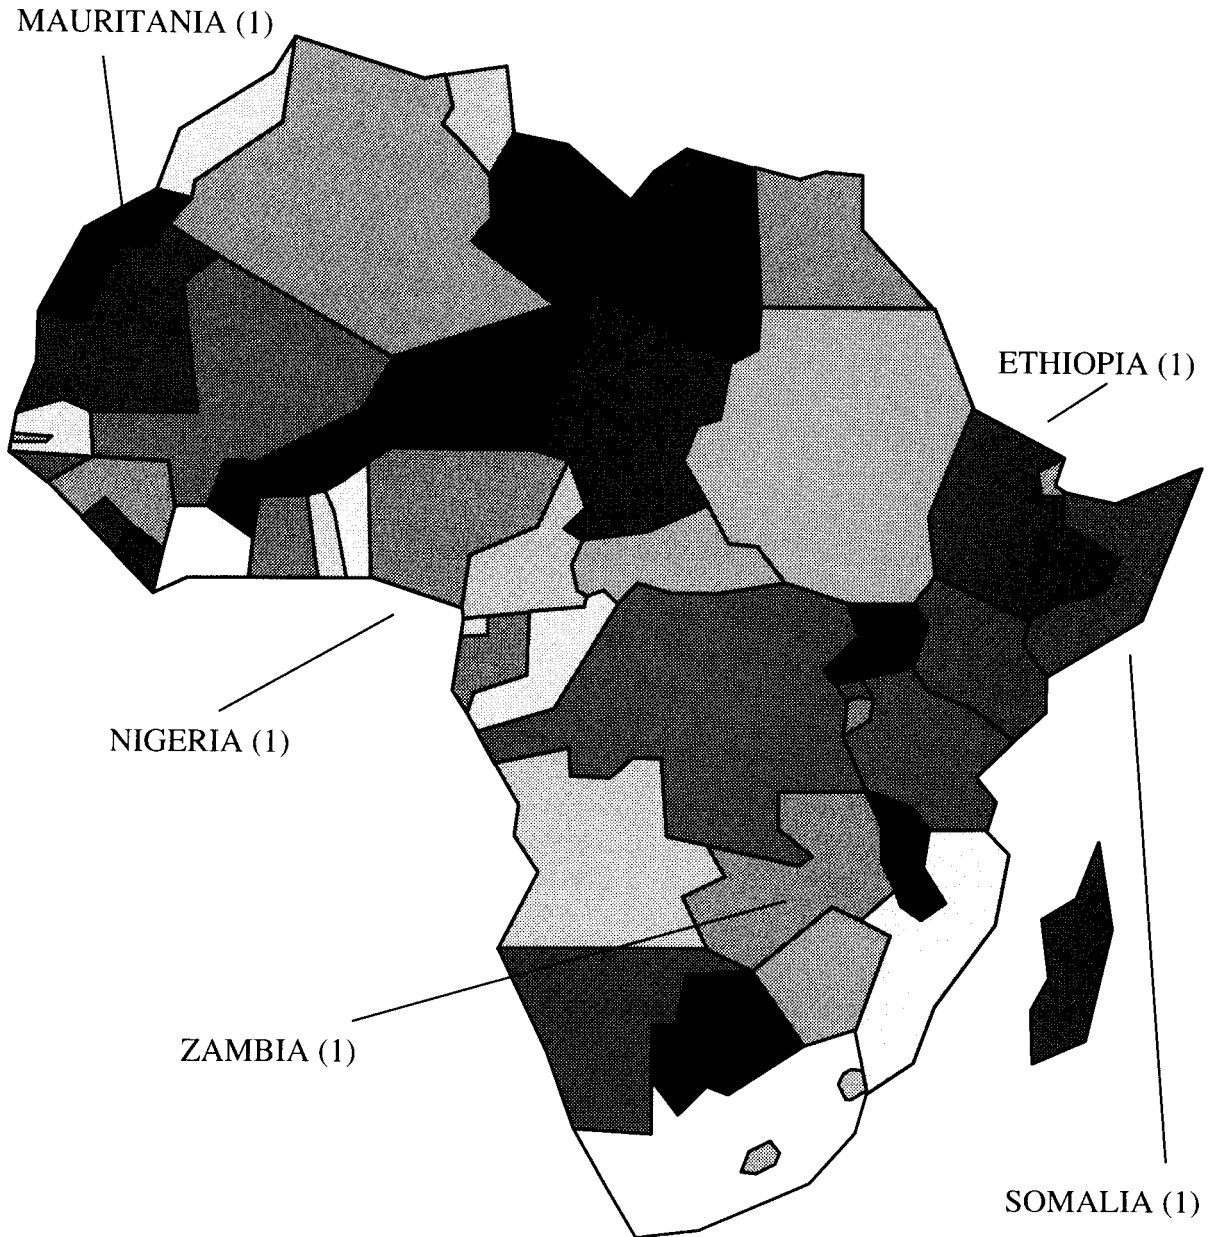 MAURITANIA (1)
ETHIOPIA (1)
NIGERIA (1)
ZAMBIA (1)
SOMALIA (1)